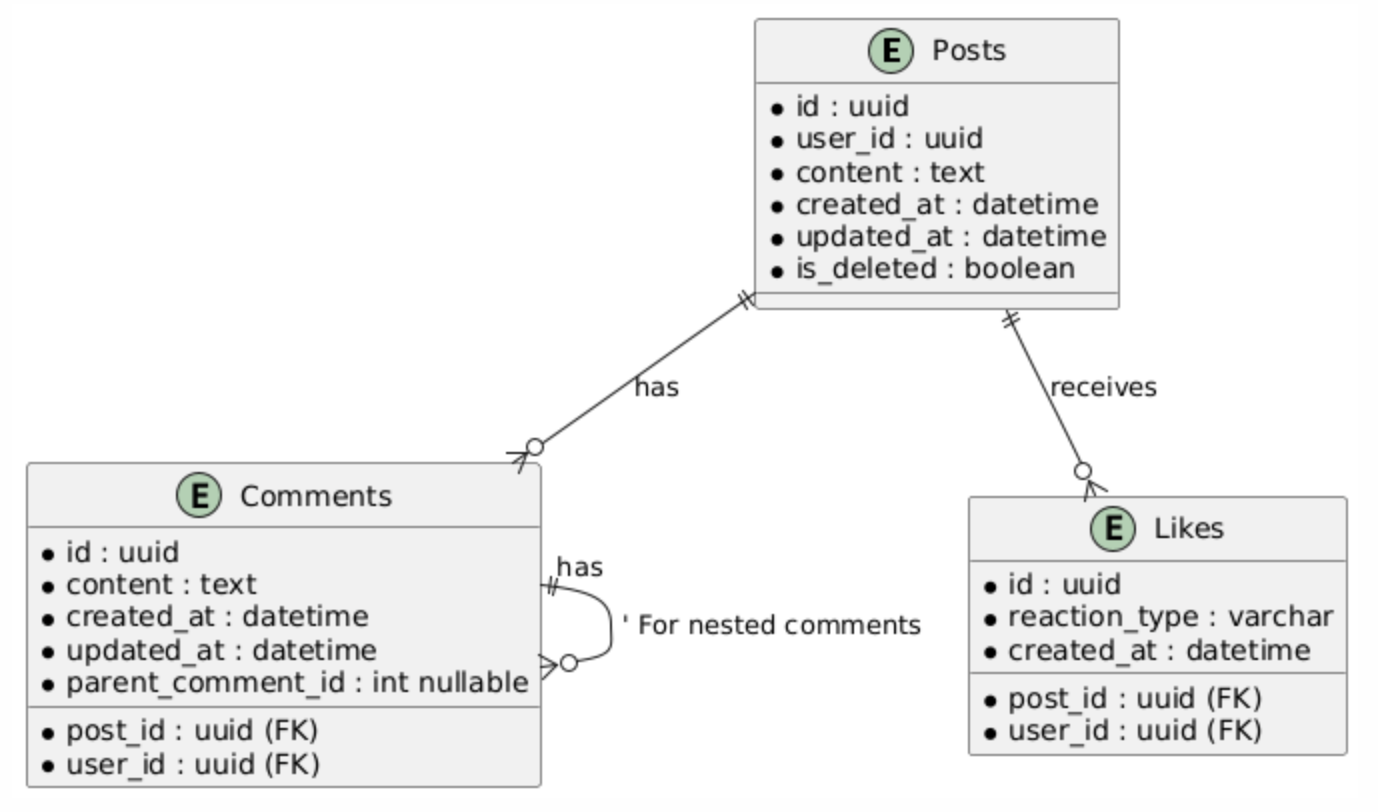 E Posts
id : uuid
user_id : uuid
content : text
created_at : datetime
updated_at : datetime
is_deleted : boolean
has
receives
E Comments
id : uuid
content : text
created_at : datetime
updated_at : datetime
parent_comment_id : int nullable
post_id : uuid (FK)
user_id : uuid (FK)
has
' For nested comments
E Likes
id : uuid
reaction_type : varchar
created_at : datetime
post_id : uuid (FK)
user_id : uuid (FK)